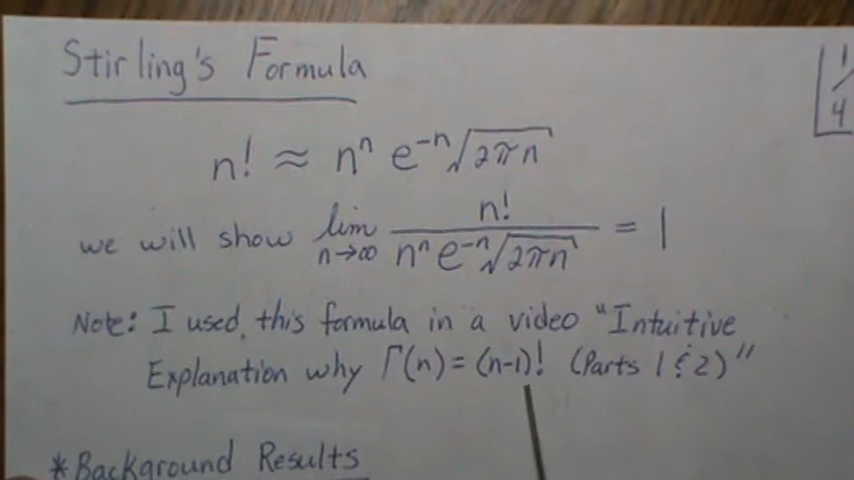 Stirling's Formula
n! ≈ nⁿ e⁻ⁿ √(2πn)
we will show lim n→∞ n! / (nⁿ e⁻ⁿ √(2πn)) = 1
Note: I used this formula in a video "Intuitive
Explanation why Γ(n) = (n-1)! (Parts 1 & 2)"
*Background Results
1/4